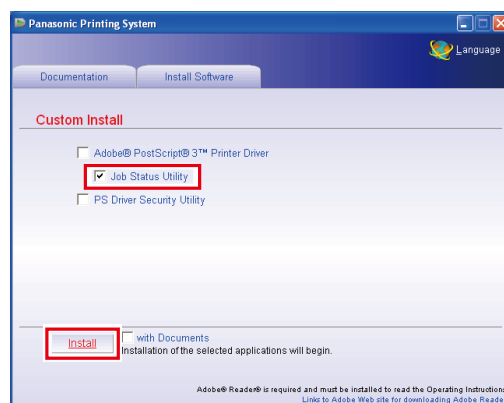 Panasonic Printing System
Language
Documentation
Install Software
Custom Install
Adobe® PostScript® 3™ Printer Driver
Job Status Utility
PS Driver Security Utility
Install
with Documents
Installation of the selected applications will begin.
Adobe® Reader® is required and must be installed to read the Operating Instructions
Links to Adobe Web site for downloading Adobe Reade